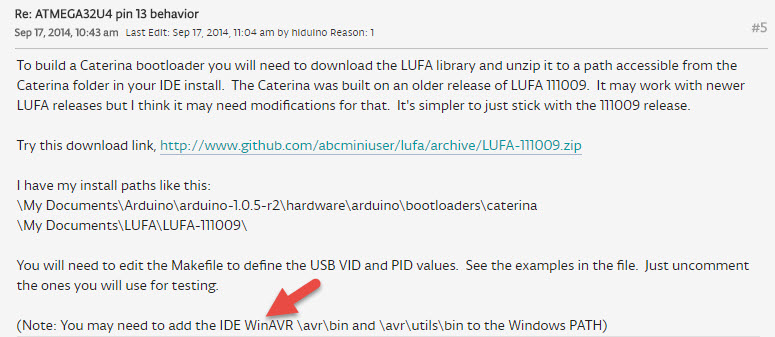 Re: ATMEGA32U4 pin 13 behavior
Sep 17, 2014, 10:43 am Last Edit: Sep 17, 2014, 11:04 am by hiduino Reason: 1
#5
To build a Caterina bootloader you will need to download the LUFA library and unzip it to a path accessible from the
Caterina folder in your IDE install. The Caterina was built on an older release of LUFA 111009. It may work with newer
LUFA releases but I think it may need modifications for that. It's simpler to just stick with the 111009 release.
Try this download link, http://www.github.com/abcminiuser/lufa/archive/LUFA-111009.zip
I have my install paths like this:
\My Documents\Arduino\arduino-1.0.5-r2\hardware\arduino\bootloaders\caterina
\My Documents\LUFA\LUFA-111009\
You will need to edit the Makefile to define the USB VID and PID values. See the examples in the file. Just uncomment
the ones you will use for testing.
(Note: You may need to add the IDE WinAVR \avr\bin and \avr\utils\bin to the Windows PATH)